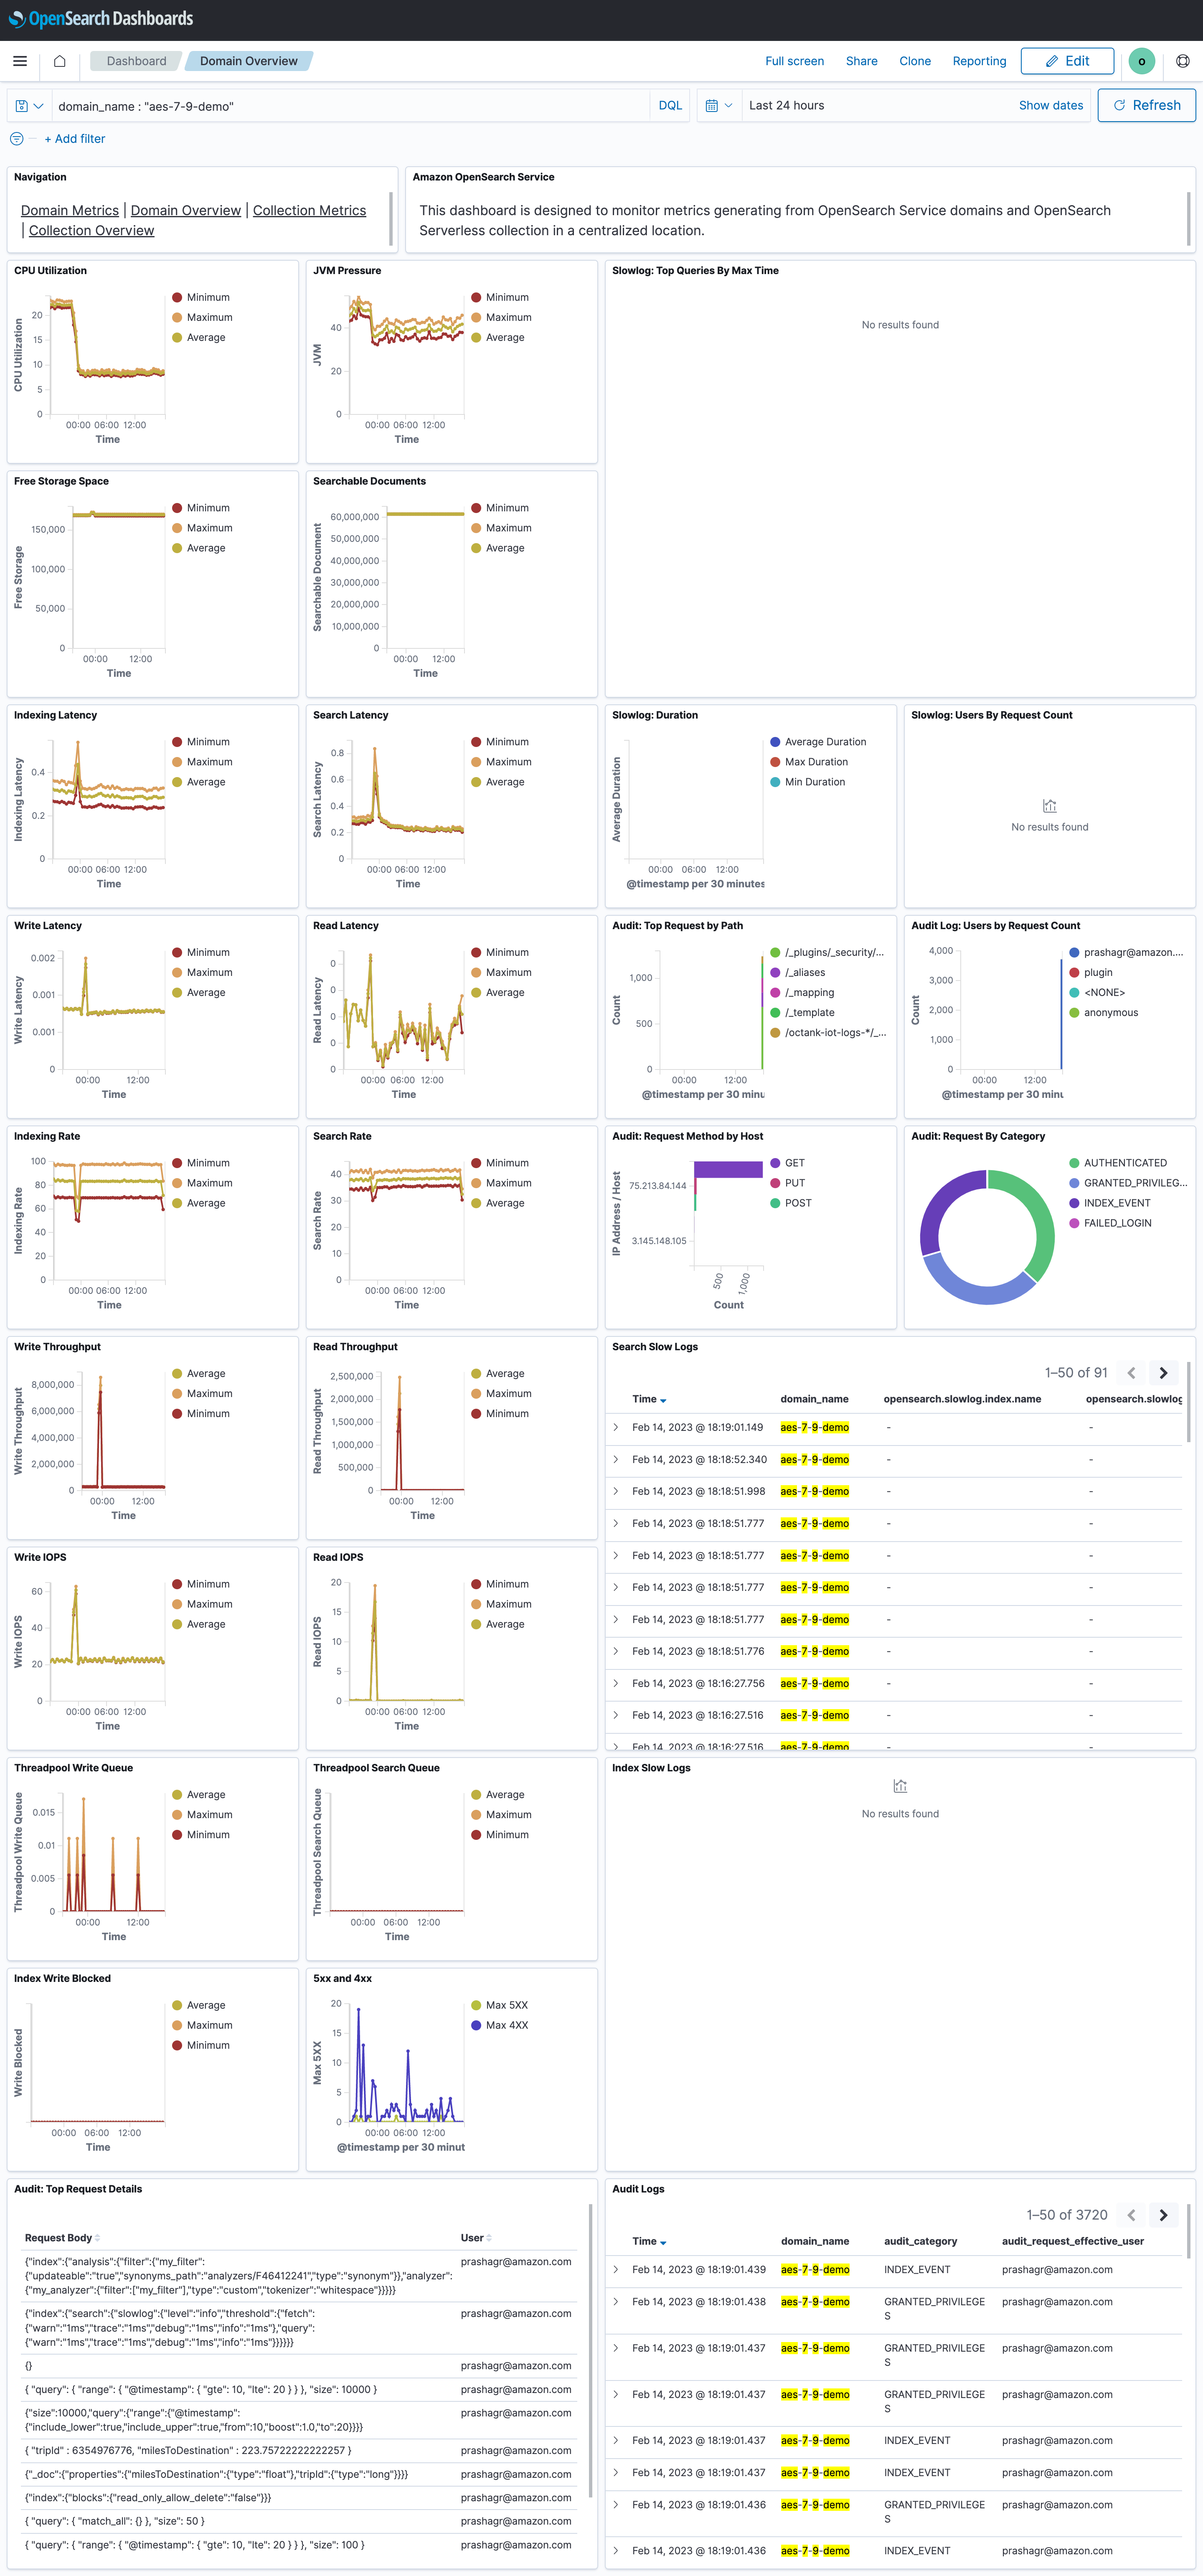 OpenSearch Dashboards
Dashboard
Domain Overview
Full screen
Share
Clone
Reporting
Edit
o
domain_name : "aes-7-9-demo"
DQL
Last 24 hours
Show dates
Refresh
+ Add filter
Navigation
Domain Metrics | Domain Overview | Collection Metrics
| Collection Overview
Amazon OpenSearch Service
This dashboard is designed to monitor metrics generating from OpenSearch Service domains and OpenSearch
Serverless collection in a centralized location.
CPU Utilization
CPU Utilization
20
15
10
5
0
00:00 06:00 12:00
Time
Minimum
Maximum
Average
JVM Pressure
JVM
40
20
0
00:00 06:00 12:00
Time
Minimum
Maximum
Average
Slowlog: Top Queries By Max Time
No results found
Free Storage Space
Free Storage
150,000
100,000
50,000
0
00:00 12:00
Time
Minimum
Maximum
Average
Searchable Documents
Searchable Document
60,000,000
50,000,000
40,000,000
30,000,000
20,000,000
10,000,000
0
00:00 12:00
Time
Minimum
Maximum
Average
Indexing Latency
Indexing Latency
0.4
0.2
0
00:00 06:00 12:00
Time
Minimum
Maximum
Average
Search Latency
Search Latency
0.8
0.6
0.4
0.2
0
00:00 06:00 12:00
Time
Minimum
Maximum
Average
Slowlog: Duration
Average Duration
00:00 06:00 12:00
@timestamp per 30 minutes
Average Duration
Max Duration
Min Duration
Slowlog: Users By Request Count
No results found
Write Latency
Write Latency
0.002
0.001
0.001
0
00:00 12:00
Time
Minimum
Maximum
Average
Read Latency
Read Latency
0
0
0
0
0
00:00 06:00 12:00
Time
Minimum
Maximum
Average
Audit: Top Request by Path
Count
1,000
500
0
00:00 12:00
@timestamp per 30 minu
/_plugins/_security/...
/_aliases
/_mapping
/_template
/octank-iot-logs-*/_...
Audit Log: Users by Request Count
Count
4,000
3,000
2,000
1,000
0
00:00 12:00
@timestamp per 30 minu
prashagr@amazon....
plugin
<NONE>
anonymous
Indexing Rate
Indexing Rate
100
80
60
40
20
0
00:00 06:00 12:00
Time
Minimum
Maximum
Average
Search Rate
Search Rate
40
30
20
10
0
00:00 06:00 12:00
Time
Minimum
Maximum
Average
Audit: Request Method by Host
IP Address / Host
75.213.84.144
3.145.148.105
500
1,000
Count
GET
PUT
POST
Audit: Request By Category
AUTHENTICATED
GRANTED_PRIVILEG...
INDEX_EVENT
FAILED_LOGIN
Write Throughput
Write Throughput
8,000,000
6,000,000
4,000,000
2,000,000
0
00:00 12:00
Time
Average
Maximum
Minimum
Read Throughput
Read Throughput
2,500,000
2,000,000
1,500,000
1,000,000
500,000
0
00:00 12:00
Time
Average
Maximum
Minimum
Search Slow Logs
1–50 of 91
Time domain_name opensearch.slowlog.index.name opensearch.slowlog
Feb 14, 2023 @ 18:19:01.149 aes-7-9-demo - -
Feb 14, 2023 @ 18:18:52.340 aes-7-9-demo - -
Feb 14, 2023 @ 18:18:51.998 aes-7-9-demo - -
Feb 14, 2023 @ 18:18:51.777 aes-7-9-demo - -
Feb 14, 2023 @ 18:18:51.777 aes-7-9-demo - -
Feb 14, 2023 @ 18:18:51.777 aes-7-9-demo - -
Feb 14, 2023 @ 18:18:51.777 aes-7-9-demo - -
Feb 14, 2023 @ 18:18:51.776 aes-7-9-demo - -
Feb 14, 2023 @ 18:16:27.756 aes-7-9-demo - -
Feb 14, 2023 @ 18:16:27.516 aes-7-9-demo - -
Feb 14, 2023 @ 18:16:27.516 aes-7-9-demo
Write IOPS
Write IOPS
60
40
20
0
00:00 06:00 12:00
Time
Minimum
Maximum
Average
Read IOPS
Read IOPS
20
15
10
5
0
00:00 06:00 12:00
Time
Minimum
Maximum
Average
Threadpool Write Queue
Threadpool Write Queue
0.015
0.01
0.005
0
00:00 12:00
Time
Average
Maximum
Minimum
Threadpool Search Queue
Threadpool Search Queue
00:00 06:00 12:00
Time
Average
Maximum
Minimum
Index Slow Logs
No results found
Index Write Blocked
Write Blocked
00:00 06:00 12:00
Time
Average
Maximum
Minimum
5xx and 4xx
Max 5XX
20
15
10
5
0
00:00 06:00 12:00
@timestamp per 30 minut
Max 5XX
Max 4XX
Audit: Top Request Details
Request Body User
{"index":{"analysis":{"filter":{"my_filter":
{"updateable":"true","synonyms_path":"analyzers/F46412241","type":"synonym"}},"analyzer":
{"my_analyzer":{"filter":["my_filter"],"type":"custom","tokenizer":"whitespace"}}}}}
prashagr@amazon.com
{"index":{"search":{"slowlog":{"level":"info","threshold":{"fetch":
{"warn":"1ms","trace":"1ms","debug":"1ms","info":"1ms"},"query":
{"warn":"1ms","trace":"1ms","debug":"1ms","info":"1ms"}}}}}}
prashagr@amazon.com
{} prashagr@amazon.com
{ "query": { "range": { "@timestamp": { "gte": 10, "lte": 20 } } }, "size": 10000 } prashagr@amazon.com
{"size":10000,"query":{"range":{"@timestamp":
{"include_lower":true,"include_upper":true,"from":10,"boost":1.0,"to":20}}}}
prashagr@amazon.com
{ "tripId" : 6354976776, "milesToDestination" : 223.75722222222257 } prashagr@amazon.com
{"_doc":{"properties":{"milesToDestination":{"type":"float"},"tripId":{"type":"long"}}}} prashagr@amazon.com
{"index":{"blocks":{"read_only_allow_delete":"false"}}} prashagr@amazon.com
{ "query": { "match_all": {} }, "size": 50 } prashagr@amazon.com
{ "query": { "range": { "@timestamp": { "gte": 10, "lte": 20 } } }, "size": 100 } prashagr@amazon.com
Audit Logs
1–50 of 3720
Time domain_name audit_category audit_request_effective_user
Feb 14, 2023 @ 18:19:01.439 aes-7-9-demo INDEX_EVENT prashagr@amazon.com
Feb 14, 2023 @ 18:19:01.438 aes-7-9-demo GRANTED_PRIVILEGE prashagr@amazon.com
S
Feb 14, 2023 @ 18:19:01.437 aes-7-9-demo GRANTED_PRIVILEGE prashagr@amazon.com
S
Feb 14, 2023 @ 18:19:01.437 aes-7-9-demo GRANTED_PRIVILEGE prashagr@amazon.com
S
Feb 14, 2023 @ 18:19:01.437 aes-7-9-demo INDEX_EVENT prashagr@amazon.com
Feb 14, 2023 @ 18:19:01.437 aes-7-9-demo INDEX_EVENT prashagr@amazon.com
Feb 14, 2023 @ 18:19:01.436 aes-7-9-demo GRANTED_PRIVILEGE prashagr@amazon.com
S
Feb 14, 2023 @ 18:19:01.436 aes-7-9-demo INDEX_EVENT prashagr@amazon.com